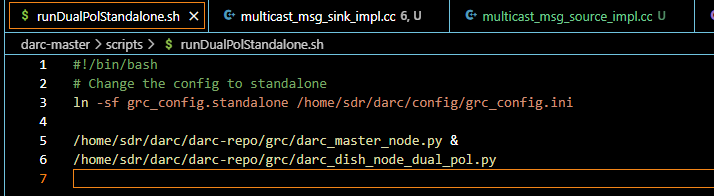 $ runDualPolStandalone.sh × multicast_msg_sink_impl.cc 6, U multicast_msg_source_impl.cc U
darc-master > scripts > $ runDualPolStandalone.sh
1 #!/bin/bash
2 # Change the config to standalone
3 ln -sf grc_config.standalone /home/sdr/darc/config/grc_config.ini
4
5 /home/sdr/darc/darc-repo/grc/darc_master_node.py &
6 /home/sdr/darc/darc-repo/grc/darc_dish_node_dual_pol.py
7